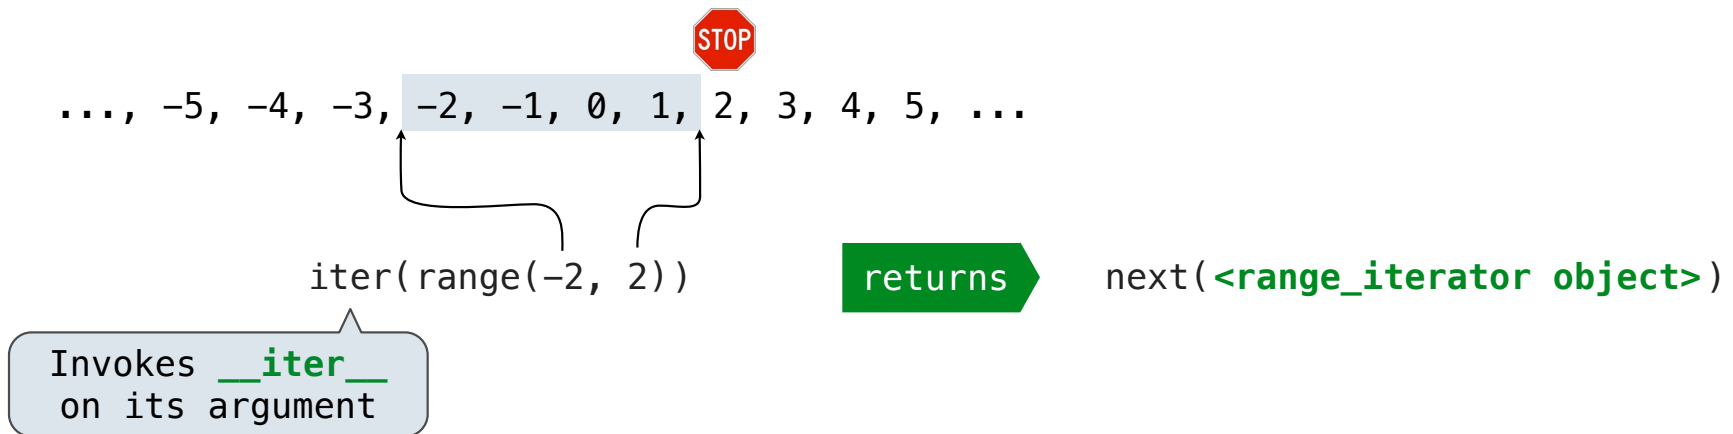 STOP
..., −5, −4, −3, −2, −1, 0, 1, 2, 3, 4, 5, ...
iter(range(−2, 2)) returns next(<range_iterator object>)
Invokes __iter__
on its argument